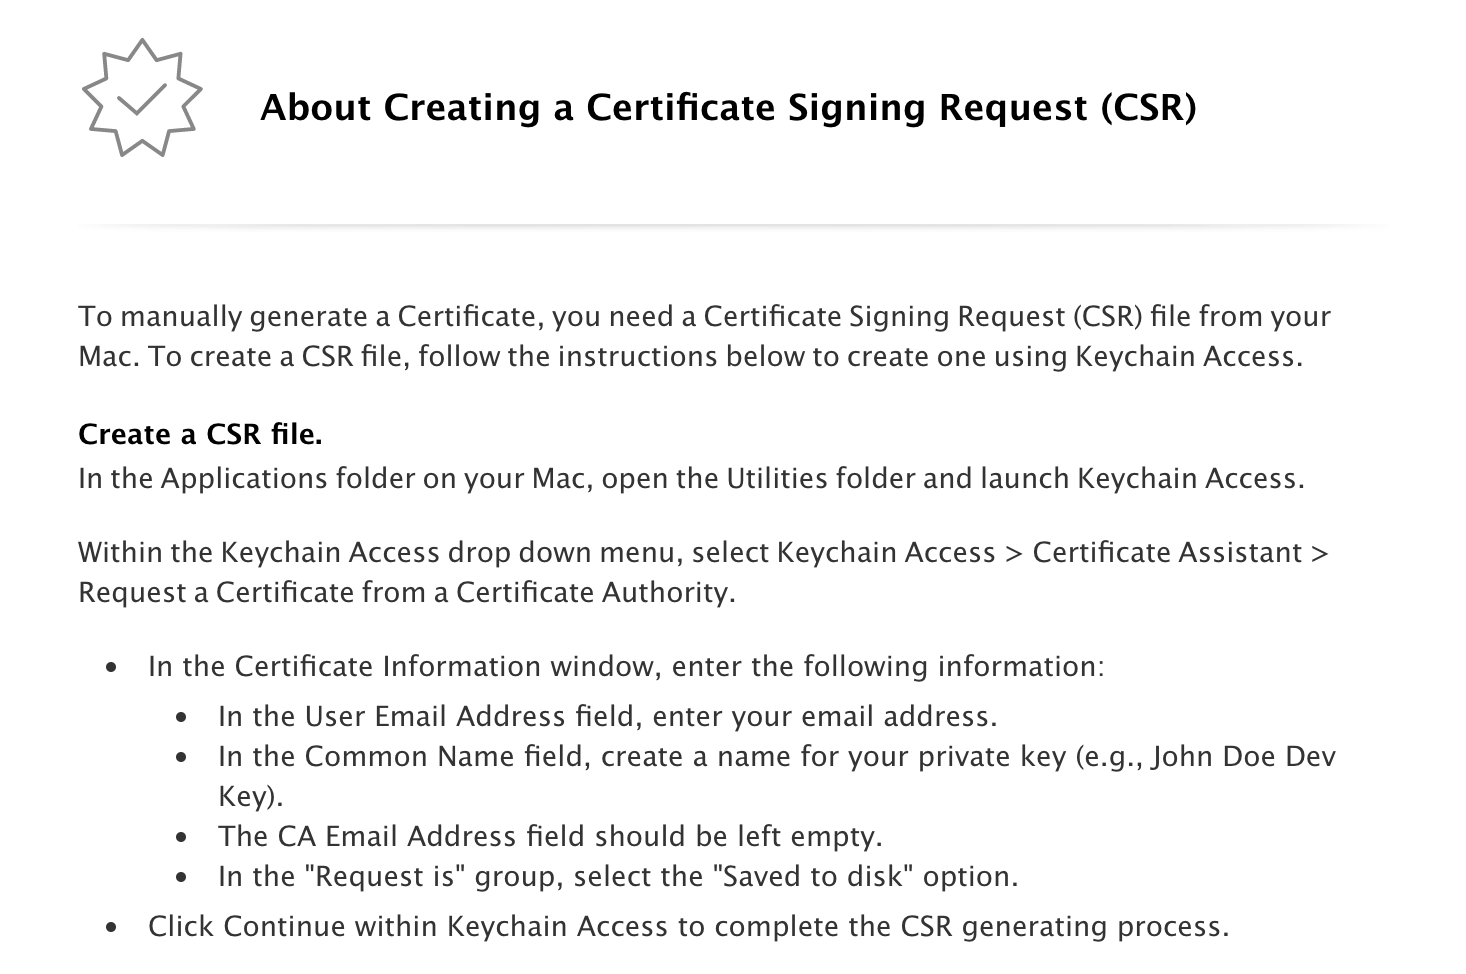 About Creating a Certificate Signing Request (CSR)
To manually generate a Certificate, you need a Certificate Signing Request (CSR) file from your
Mac. To create a CSR file, follow the instructions below to create one using Keychain Access.
Create a CSR file.
In the Applications folder on your Mac, open the Utilities folder and launch Keychain Access.
Within the Keychain Access drop down menu, select Keychain Access > Certificate Assistant >
Request a Certificate from a Certificate Authority.
• In the Certificate Information window, enter the following information:
• In the User Email Address field, enter your email address.
• In the Common Name field, create a name for your private key (e.g., John Doe Dev
Key).
• The CA Email Address field should be left empty.
• In the "Request is" group, select the "Saved to disk" option.
• Click Continue within Keychain Access to complete the CSR generating process.